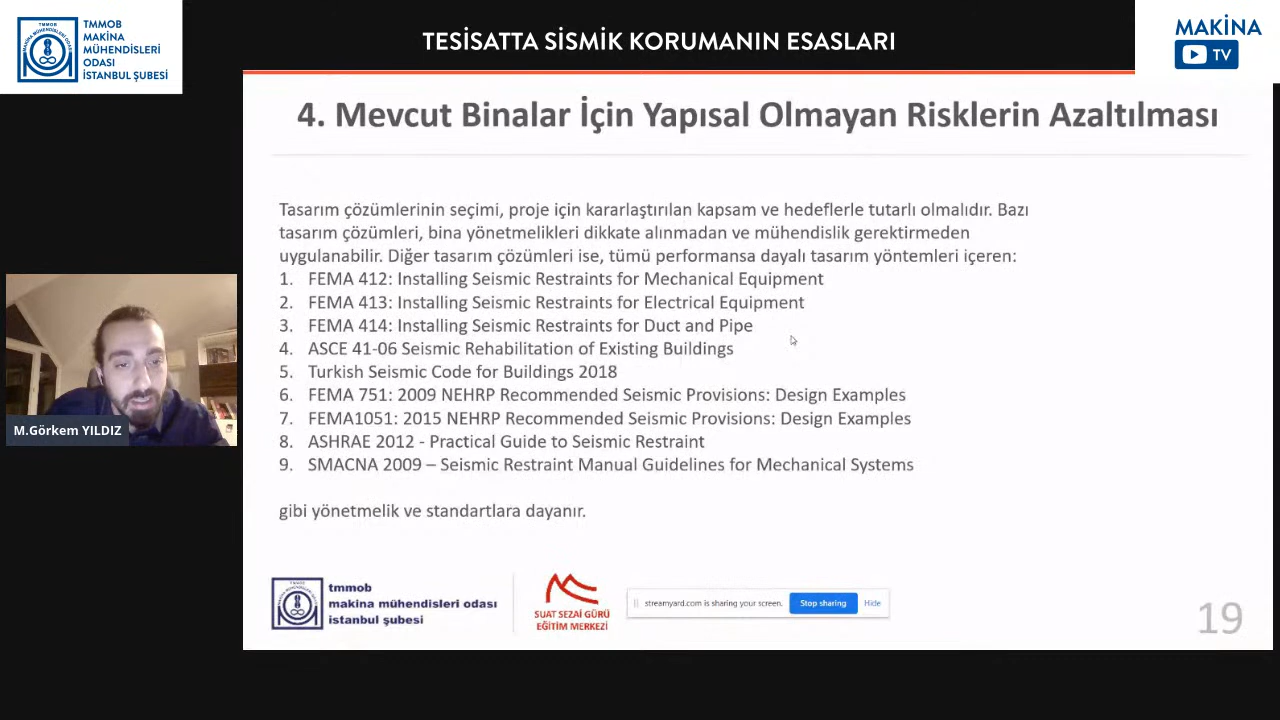 TMMOB
MAKİNA
MÜHENDİSLERİ
ODASI
İSTANBUL ŞUBESİ
TESİSATTA SİSMİK KORUMANIN ESASLARI
MAKİNA
TV
4. Mevcut Binalar İçin Yapısal Olmayan Risklerin Azaltılması
Tasarım çözümlerinin seçimi, proje için kararlaştırılan kapsam ve hedeflerle tutarlı olmalıdır. Bazı
tasarım çözümleri, bina yönetmelikleri dikkate alınmadan ve mühendislik gerektirmeden
uygulanabilir. Diğer tasarım çözümleri ise, tümü performansa dayalı tasarım yöntemleri içeren:
1. FEMA 412: Installing Seismic Restraints for Mechanical Equipment
2. FEMA 413: Installing Seismic Restraints for Electrical Equipment
3. FEMA 414: Installing Seismic Restraints for Duct and Pipe
4. ASCE 41-06 Seismic Rehabilitation of Existing Buildings
5. Turkish Seismic Code for Buildings 2018
6. FEMA 751: 2009 NEHRP Recommended Seismic Provisions: Design Examples
7. FEMA1051: 2015 NEHRP Recommended Seismic Provisions: Design Examples
8. ASHRAE 2012 - Practical Guide to Seismic Restraint
9. SMACNA 2009 – Seismic Restraint Manual Guidelines for Mechanical Systems
gibi yönetmelik ve standartlara dayanır.
M.Görkem YILDIZ
tmmob
makina mühendisleri odası
istanbul şubesi
SUAT SEZAİ GÜRÜ
EĞİTİM MERKEZİ
streamyard.com is sharing your screen. Stop sharing Hide
19